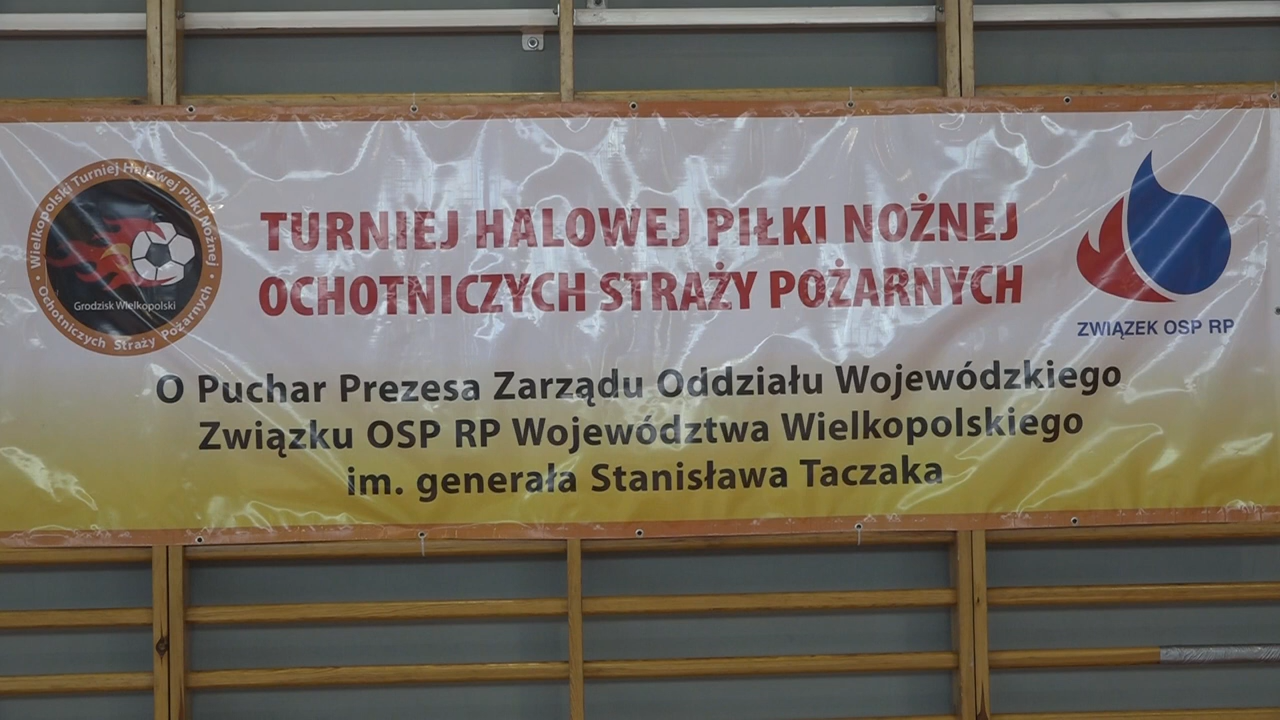 Wielkopolski Turniej Halowej Piłki Nożnej
Grodzisk Wielkopolski
Ochotniczych Straży Pożarnych
TURNIEJ HALOWEJ PIŁKI NOŻNEJ
OCHOTNICZYCH STRAŻY POŻARNYCH
ZWIĄZEK OSP RP
O Puchar Prezesa Zarządu Oddziału Wojewódzkiego
Związku OSP RP Województwa Wielkopolskiego
im. generała Stanisława Taczaka